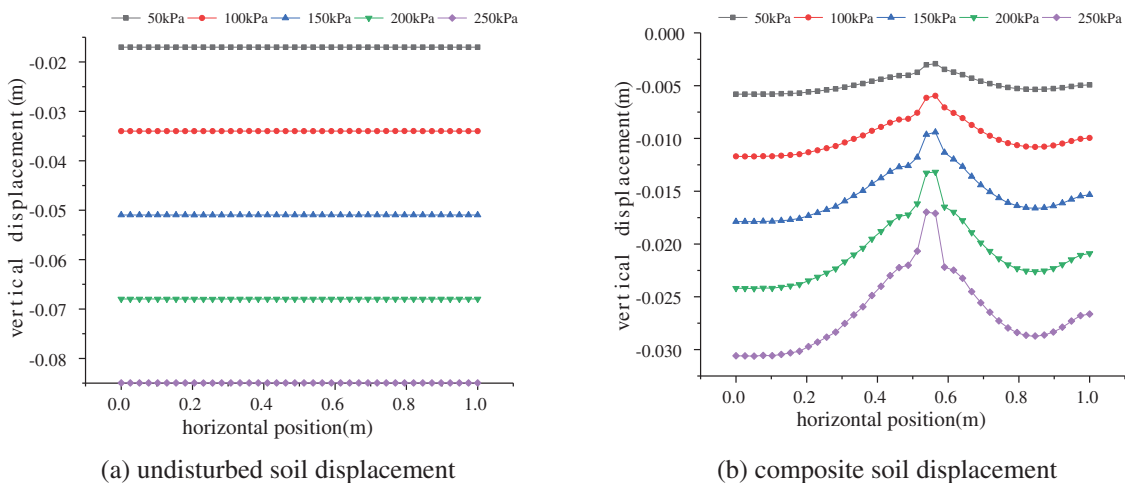 50kPa 100kPa 150kPa 200kPa 250kPa
-0.02
-0.03
-0.04
-0.05
-0.06
-0.07
-0.08
vertical displacement(m)
0.0 0.2 0.4 0.6 0.8 1.0
horizontal position(m)
(a) undisturbed soil displacement
50kPa 100kPa 150kPa 200kPa 250kPa
0.000
-0.005
-0.010
-0.015
-0.020
-0.025
-0.030
vertical displacement(m)
0.0 0.2 0.4 0.6 0.8 1.0
horizontal position(m)
(b) composite soil displacement